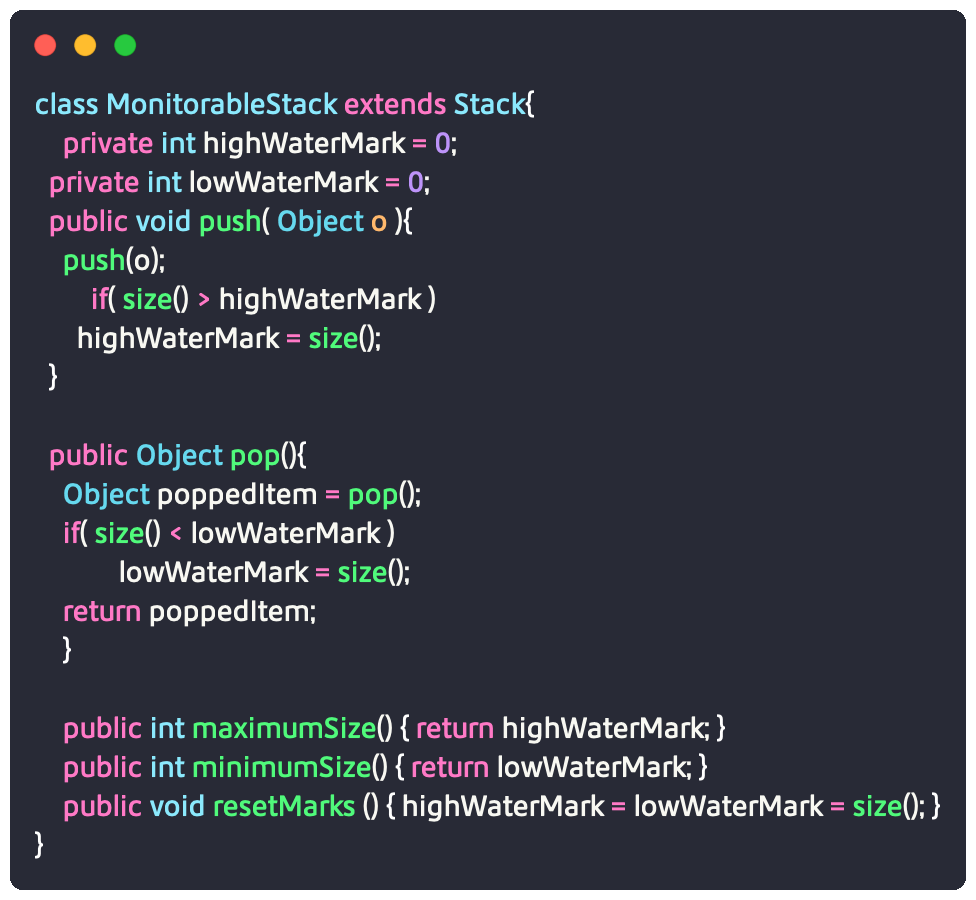 class MonitorableStack extends Stack{
private int highWaterMark = 0;
private int lowWaterMark = 0;
public void push( Object o ){
push(o);
if( size() > highWaterMark )
highWaterMark = size();
}
public Object pop(){
Object poppedItem = pop();
if( size() < lowWaterMark )
lowWaterMark = size();
return poppedItem;
}
public int maximumSize() { return highWaterMark; }
public int minimumSize() { return lowWaterMark; }
public void resetMarks () { highWaterMark = lowWaterMark = size(); }
}